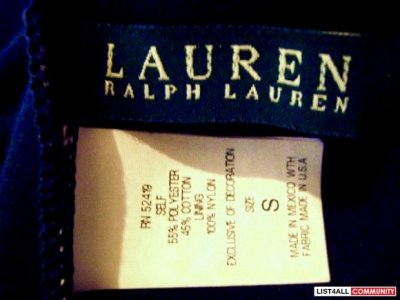 LAUREN
RALPH LAUREN
RN 52419
SELF
55% POLYESTER
45% COTTON
LINING
100% NYLON
EXCLUSIVE OF DECORATION
SIZE
S
MADE IN MEXICO WITH
FABRIC MADE IN U.S.A
LIST4ALL COMMUNITY